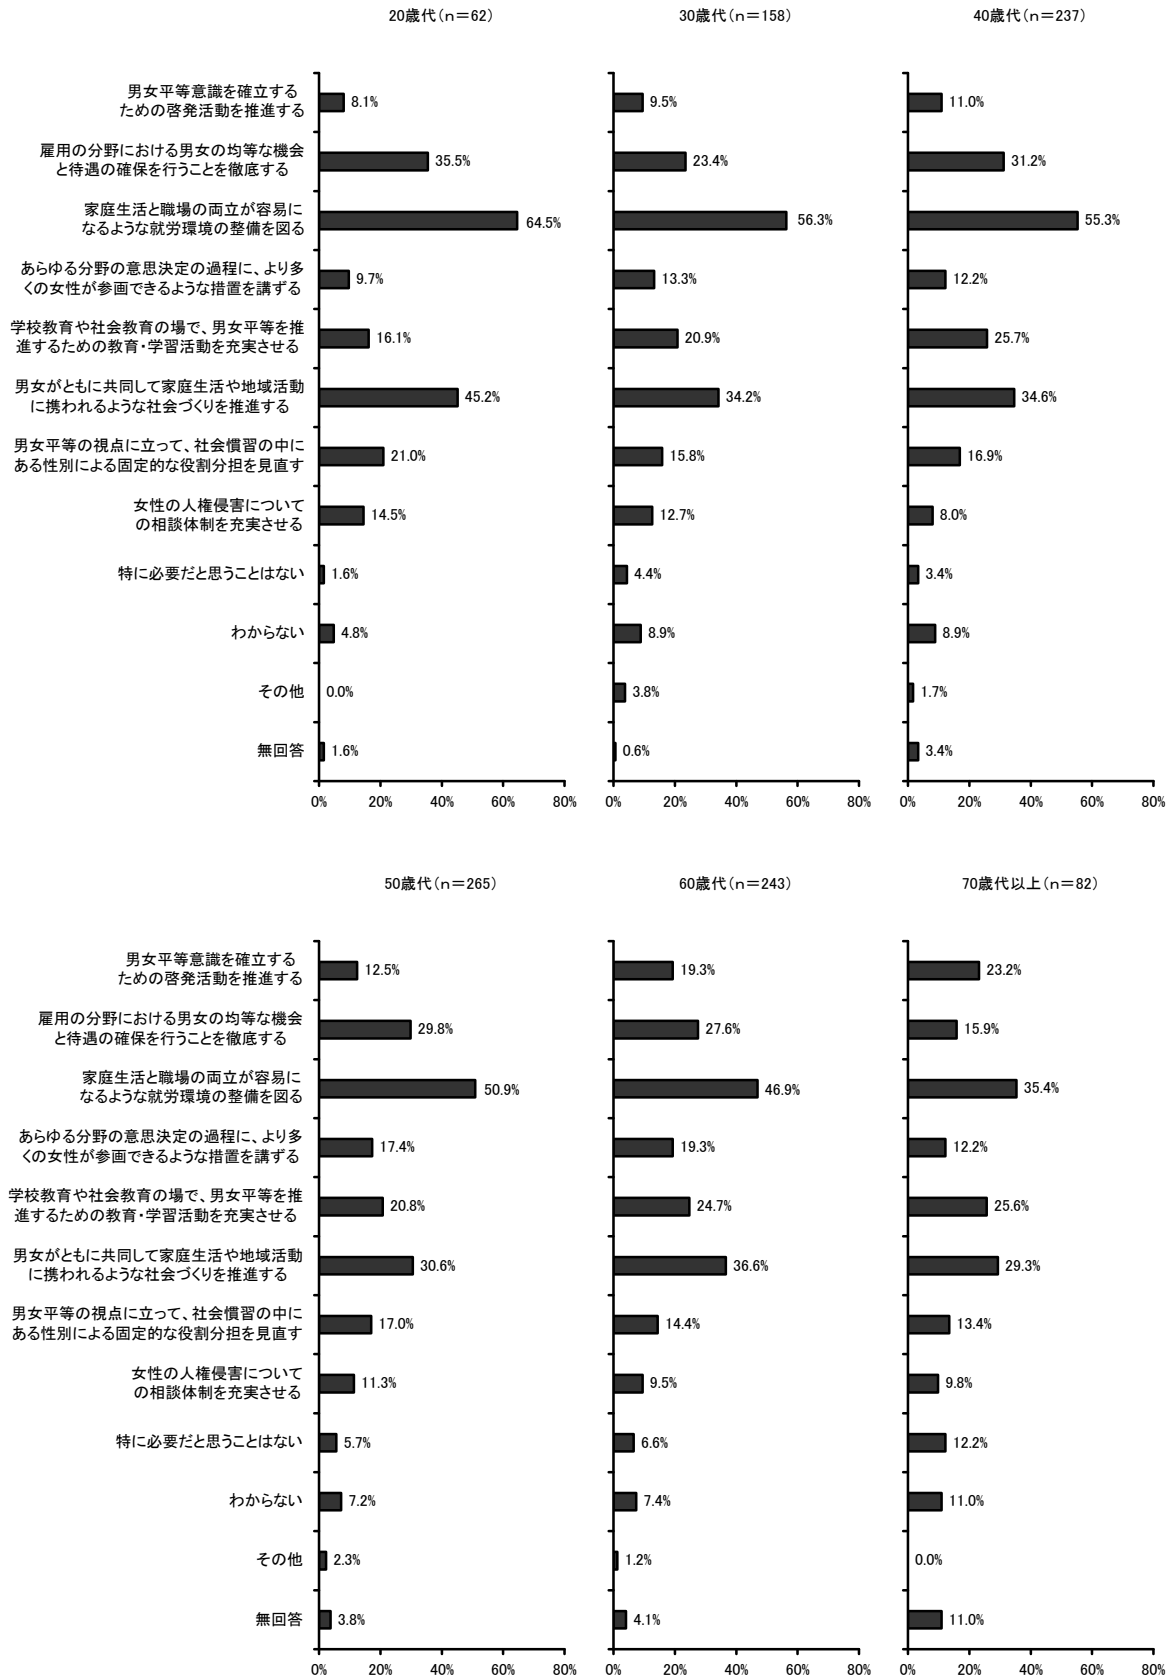 20歳代(n=62)
30歳代(n=158)
40歳代(n=237)
男女平等意識を確立する
ための啓発活動を推進する
8.1%
9.5%
11.0%
雇用の分野における男女の均等な機会
と待遇の確保を行うことを徹底する
35.5%
23.4%
31.2%
家庭生活と職場の両立が容易に
なるような就労環境の整備を図る
64.5%
56.3%
55.3%
あらゆる分野の意思決定の過程に、より多
くの女性が参画できるような措置を講ずる
9.7%
13.3%
12.2%
学校教育や社会教育の場で、男女平等を推
進するための教育・学習活動を充実させる
16.1%
20.9%
25.7%
男女がともに共同して家庭生活や地域活動
に携われるような社会づくりを推進する
45.2%
34.2%
34.6%
男女平等の視点に立って、社会慣習の中に
ある性別による固定的な役割分担を見直す
21.0%
15.8%
16.9%
女性の人権侵害について
の相談体制を充実させる
14.5%
12.7%
8.0%
特に必要だと思うことはない
1.6%
4.4%
3.4%
わからない
4.8%
8.9%
8.9%
その他
0.0%
3.8%
1.7%
無回答
1.6%
0.6%
3.4%
0% 20% 40% 60% 80%
0% 20% 40% 60% 80%
0% 20% 40% 60% 80%
50歳代(n=265)
60歳代(n=243)
70歳代以上(n=82)
男女平等意識を確立する
ための啓発活動を推進する
12.5%
19.3%
23.2%
雇用の分野における男女の均等な機会
と待遇の確保を行うことを徹底する
29.8%
27.6%
15.9%
家庭生活と職場の両立が容易に
なるような就労環境の整備を図る
50.9%
46.9%
35.4%
あらゆる分野の意思決定の過程に、より多
くの女性が参画できるような措置を講ずる
17.4%
19.3%
12.2%
学校教育や社会教育の場で、男女平等を推
進するための教育・学習活動を充実させる
20.8%
24.7%
25.6%
男女がともに共同して家庭生活や地域活動
に携われるような社会づくりを推進する
30.6%
36.6%
29.3%
男女平等の視点に立って、社会慣習の中に
ある性別による固定的な役割分担を見直す
17.0%
14.4%
13.4%
女性の人権侵害について
の相談体制を充実させる
11.3%
9.5%
9.8%
特に必要だと思うことはない
5.7%
6.6%
12.2%
わからない
7.2%
7.4%
11.0%
その他
2.3%
1.2%
0.0%
無回答
3.8%
4.1%
11.0%
0% 20% 40% 60% 80%
0% 20% 40% 60% 80%
0% 20% 40% 60% 80%